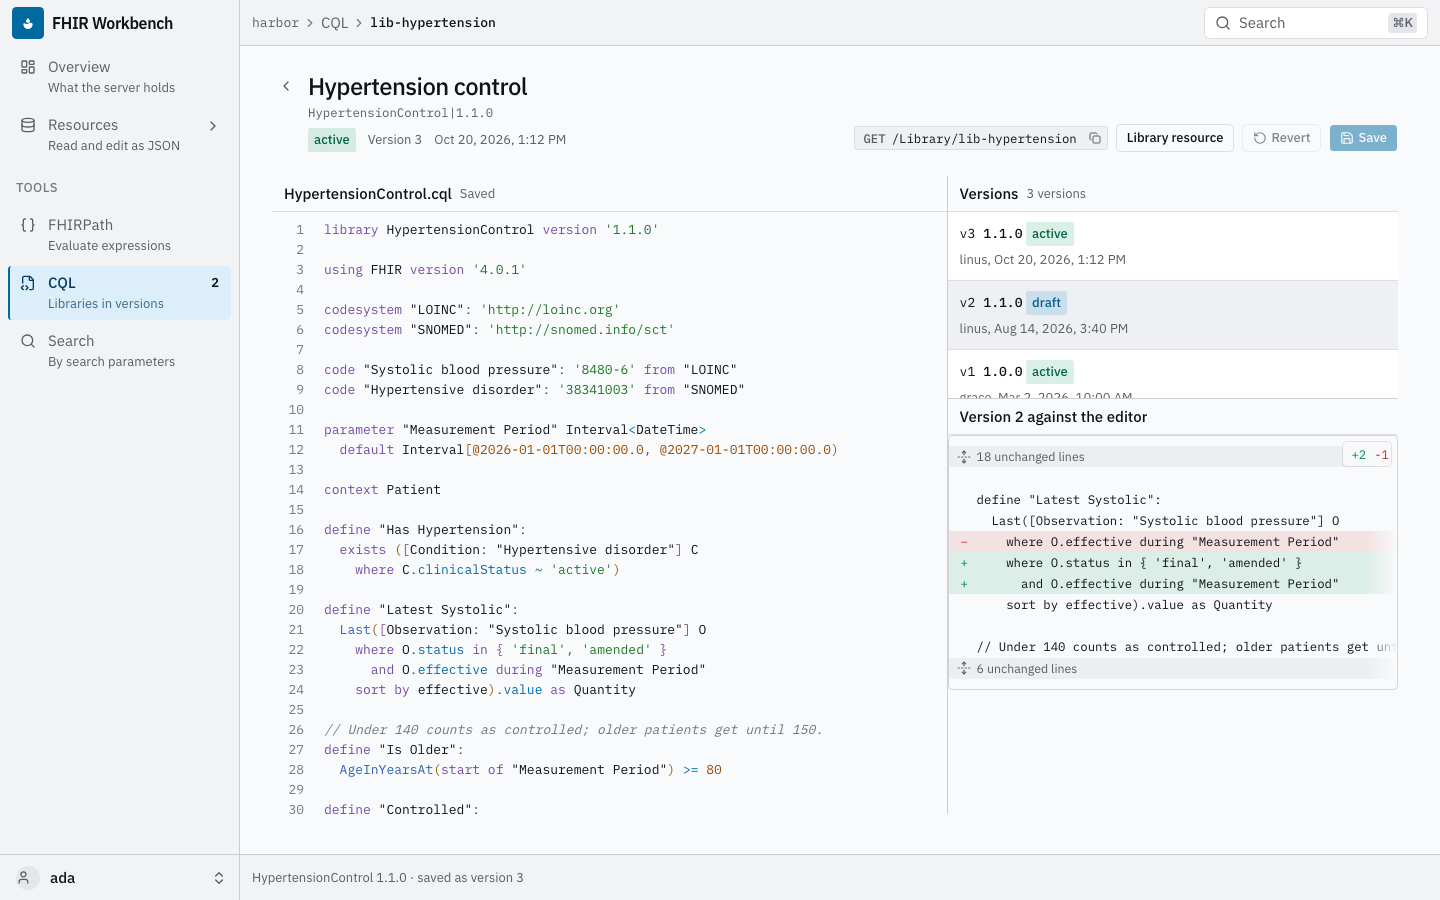 FHIR Workbench
harbor > CQL > lib-hypertension
Search ⌘K
Overview
What the server holds
Resources
Read and edit as JSON
TOOLS
FHIRPath
Evaluate expressions
CQL 2
Libraries in versions
Search
By search parameters
Hypertension control
HypertensionControl|1.1.0
active Version 3 Oct 20, 2026, 1:12 PM
GET /Library/lib-hypertension
Library resource
Revert
Save
HypertensionControl.cql Saved
1 library HypertensionControl version '1.1.0'
2
3 using FHIR version '4.0.1'
4
5 codesystem "LOINC": 'http://loinc.org'
6 codesystem "SNOMED": 'http://snomed.info/sct'
7
8 code "Systolic blood pressure": '8480-6' from "LOINC"
9 code "Hypertensive disorder": '38341003' from "SNOMED"
10
11 parameter "Measurement Period" Interval<DateTime>
12 default Interval[@2026-01-01T00:00:00.0, @2027-01-01T00:00:00.0)
13
14 context Patient
15
16 define "Has Hypertension":
17 exists ([Condition: "Hypertensive disorder"] C
18 where C.clinicalStatus ~ 'active')
19
20 define "Latest Systolic":
21 Last([Observation: "Systolic blood pressure"] O
22 where O.status in { 'final', 'amended' }
23 and O.effective during "Measurement Period"
24 sort by effective).value as Quantity
25
26 // Under 140 counts as controlled; older patients get until 150.
27 define "Is Older":
28 AgeInYearsAt(start of "Measurement Period") >= 80
29
30 define "Controlled":
Versions 3 versions
v3 1.1.0 active
linus, Oct 20, 2026, 1:12 PM
v2 1.1.0 draft
linus, Aug 14, 2026, 3:40 PM
v1 1.0.0 active
grace, Mar 2, 2026, 10:00 AM
Version 2 against the editor
18 unchanged lines
+2 -1
define "Latest Systolic":
Last([Observation: "Systolic blood pressure"] O
− where O.effective during "Measurement Period"
+ where O.status in { 'final', 'amended' }
+ and O.effective during "Measurement Period"
sort by effective).value as Quantity
// Under 140 counts as controlled; older patients get unt
6 unchanged lines
ada
HypertensionControl 1.1.0 · saved as version 3